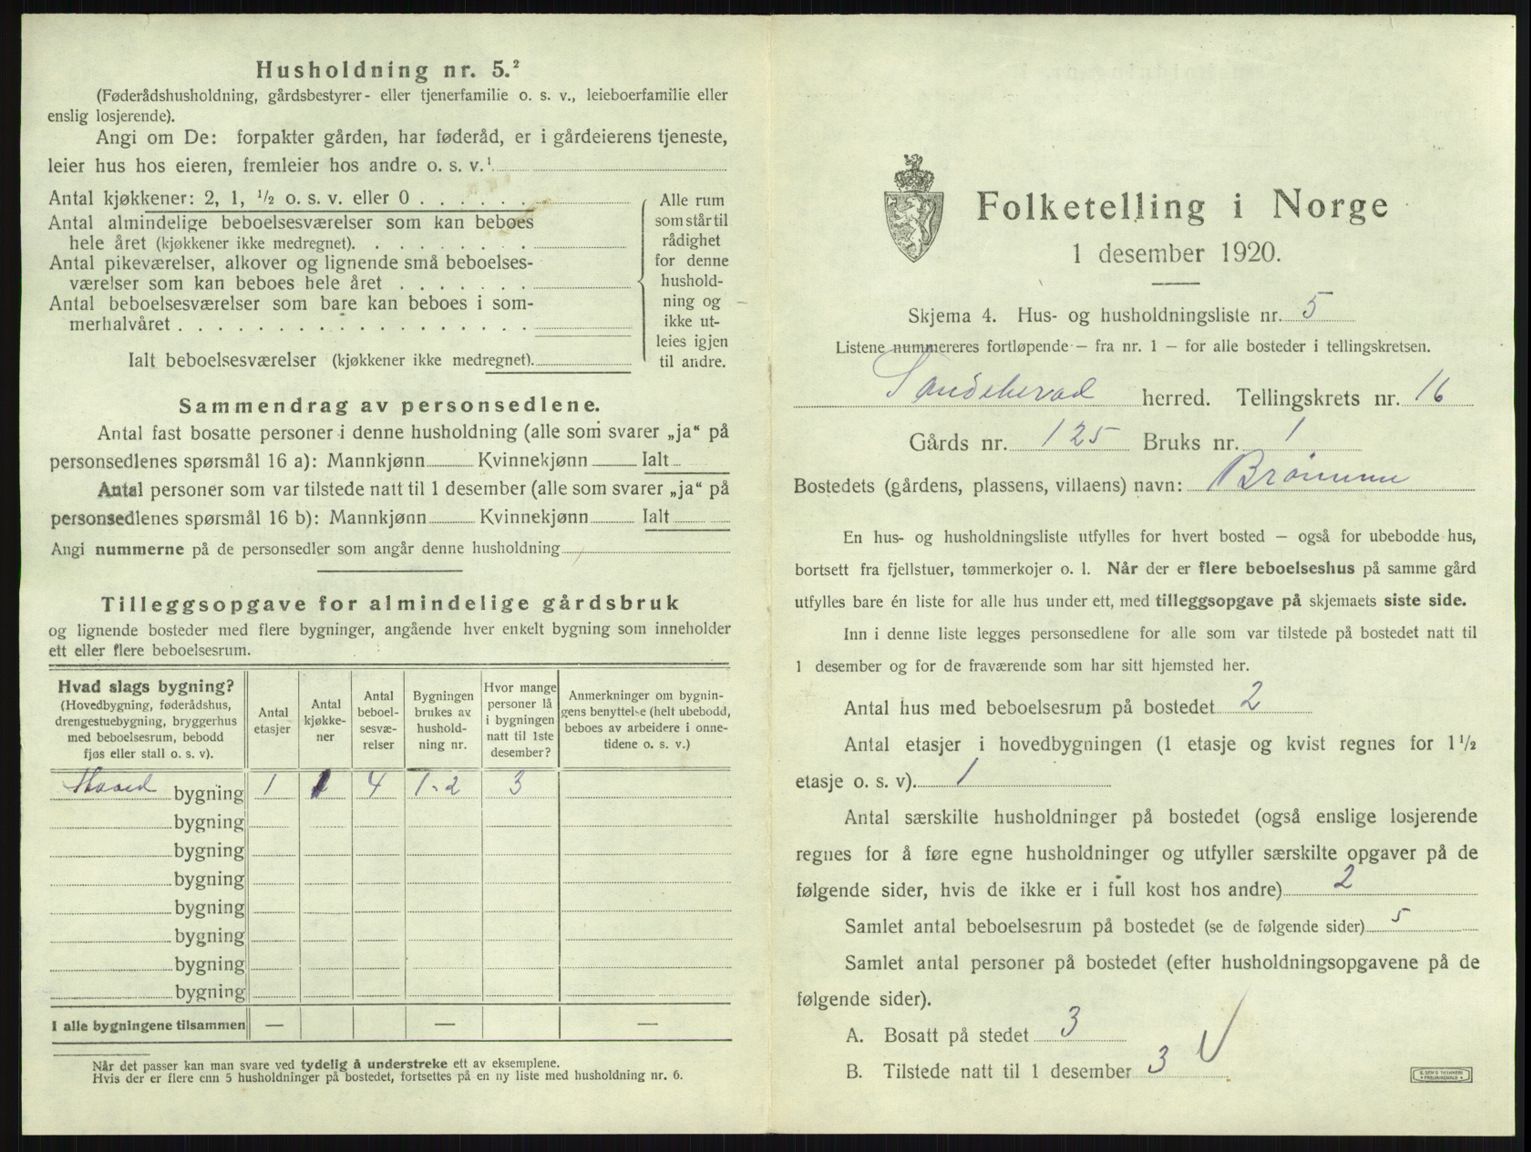 Husholdning nr. 5.²
(Føderådshusholdning, gårdsbestyrer- eller tjenerfamilie o. s. v., leieboerfamilie eller
enslig losjerende).
Angi om De: forpakter gården, har føderåd, er i gårdeierens tjeneste,
leier hus hos eieren, fremleier hos andre o. s. v.¹
Antal kjøkkener: 2, 1, ½ o. s. v. eller 0
Antal almindelige beboelsesværelser som kan beboes
hele året (kjøkkener ikke medregnet).
Antal pikeværelser, alkover og lignende små beboelses-
værelser som kan beboes hele året
Antal beboelsesværelser som bare kan beboes i som-
merhalvåret
Ialt beboelsesværelser (kjøkkener ikke medregnet).
Alle rum
som står til
rådighet
for denne
hushold-
ning og
ikke ut-
leies igjen
til andre.
Sammendrag av personsedlene.
Antal fast bosatte personer i denne husholdning (alle som svarer „ja“ på
personsedlenes spørsmål 16 a): Mannkjønn Kvinnekjønn Ialt
Antal personer som var tilstede natt til 1 desember (alle som svarer „ja“ på
personsedlenes spørsmål 16 b): Mannkjønn Kvinnekjønn Ialt
Angi nummerne på de personsedler som angår denne husholdning
Tilleggsopgave for almindelige gårdsbruk
og lignende bosteder med flere bygninger, angående hver enkelt bygning som inneholder
ett eller flere beboelsesrum.
Hvad slags bygning?
(Hovedbygning, føderådshus,
drengestuebygning, bryggerhus
med beboelsesrum, bebodd
fjøs eller stall o. s. v).
Antal
etasjer
Antal
kjøkke-
ner
Antal
beboel-
sesvæ-
relser
Bygningen
brukes av
hushold-
ning nr.
Hvor mange
personer lå
i bygningen
natt til 1ste
desember?
Anmerkninger om bygnin-
gens benyttelse (helt ubebodd,
beboes av arbeidere i onne-
tidene o. s. v.)
Hoved bygning 1 1 4 1-2 3
bygning
bygning
bygning
bygning
bygning
bygning
bygning
I alle bygningene tilsammen — — —
Når det passer kan man svare ved tydelig å understreke ett av eksemplene.
Hvis der er flere enn 5 husholdninger på bostedet, fortsettes på en ny liste med husholdning nr. 6.
Folketelling i Norge
1 desember 1920.
Skjema 4. Hus- og husholdningsliste nr. 5
Listene nummereres fortløpende – fra nr. 1 – for alle bosteder i tellingskretsen.
Sandeherad herred. Tellingskrets nr. 16
Gårds nr. 125 Bruks nr. 1
Bostedets (gårdens, plassens, villaens) navn: Brømme
En hus- og husholdningsliste utfylles for hvert bosted – også for ubebodde hus,
bortsett fra fjellstuer, tømmerkojer o. l. Når der er flere beboelseshus på samme gård
utfylles bare én liste for alle hus under ett, med tilleggsopgave på skjemaets siste side.
Inn i denne liste legges personsedlene for alle som var tilstede på bostedet natt til
1 desember og for de fraværende som har sitt hjemsted her.
Antal hus med beboelsesrum på bostedet 2
Antal etasjer i hovedbygningen (1 etasje og kvist regnes for 1½
etasje o. s. v). 1
Antal særskilte husholdninger på bostedet (også enslige losjerende
regnes for å føre egne husholdninger og utfyller særskilte opgaver på de
følgende sider, hvis de ikke er i full kost hos andre) 2
Samlet antal beboelsesrum på bostedet (se de følgende sider) 5
Samlet antal personer på bostedet (efter husholdningsopgavene på de
følgende sider).
A. Bosatt på stedet 3
B. Tilstede natt til 1 desember 3